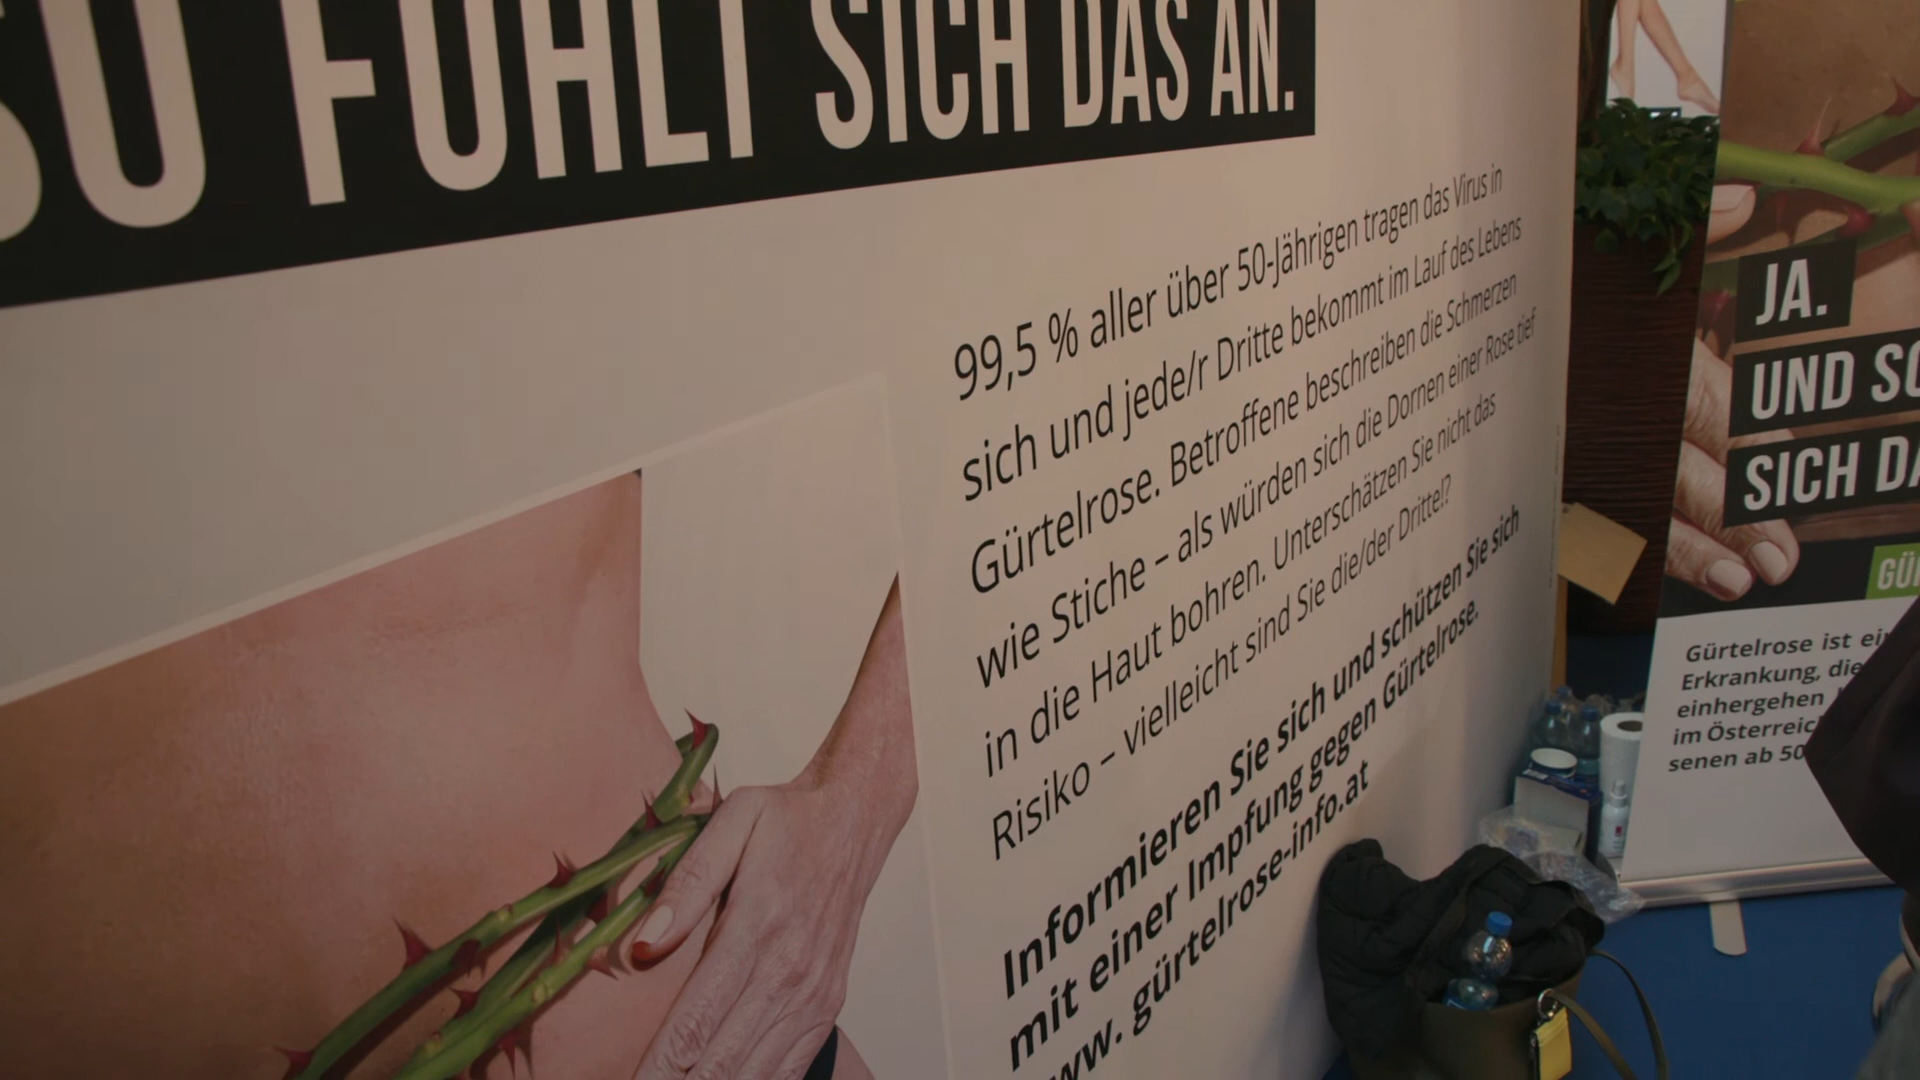 SO FÜHLT SICH DAS AN.
99,5 % aller über 50-Jährigen tragen das Virus in
sich und jede/r Dritte bekommt im Lauf des Lebens
Gürtelrose. Betroffene beschreiben die Schmerzen
wie Stiche – als würden sich die Dornen einer Rose tief
in die Haut bohren. Unterschätzen Sie nicht das
Risiko – vielleicht sind Sie die/der Dritte!?
Informieren Sie sich und schützen Sie sich
mit einer Impfung gegen Gürtelrose.
www. gürtelrose-info.at
JA.
UND SO
SICH DA
GÜ
Gürtelrose ist ei
Erkrankung, die
einhergehen
im Österreic
senen ab 50